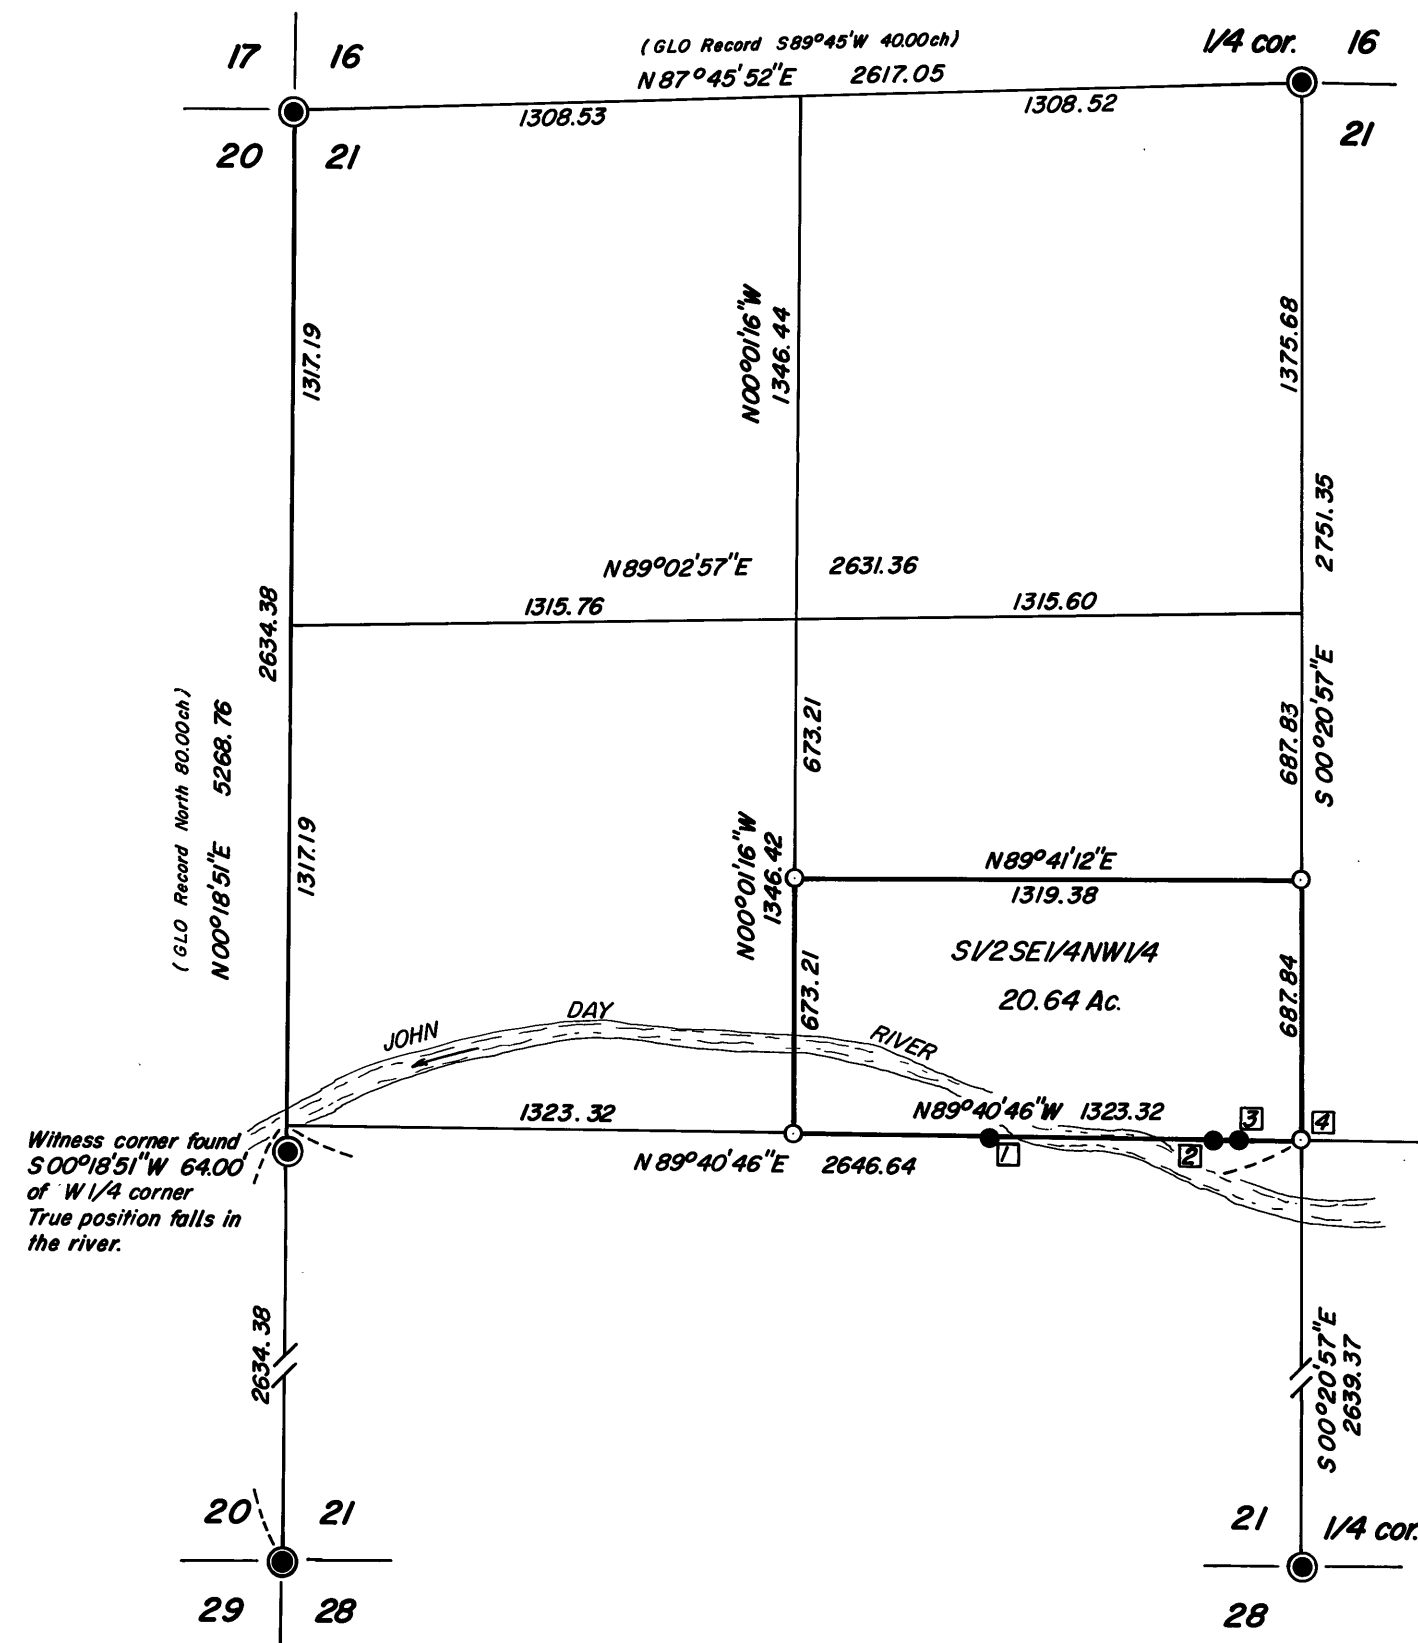 (GLO Record S89°45'W 40.00ch)
1/4 cor.
17
16
16
N87°45'52"E 2617.05
1308.53
1308.52
20
21
21
1317.19
N00°01'16"W
1346.44
1375.68
2751.35
N89°02'57"E 2631.36
1315.76
1315.60
2634.38
(GLO Record North 80.00ch)
N00°18'51"E 5268.76
673.21
687.83
S00°20'57"E
1317.19
N00°01'16"W
1346.42
N89°41'12"E
1319.38
S1/2SE1/4NW1/4
20.64 Ac.
673.21
687.84
JOHN DAY RIVER
1323.32
N89°40'46"W 1323.32
1
2
3
4
N89°40'46"E 2646.64
Witness corner found
S00°18'51"W 64.00'
of W1/4 corner
True position falls in
the river.
2634.38
S00°20'57"E
2639.37
20
21
21
1/4 cor.
29
28
28